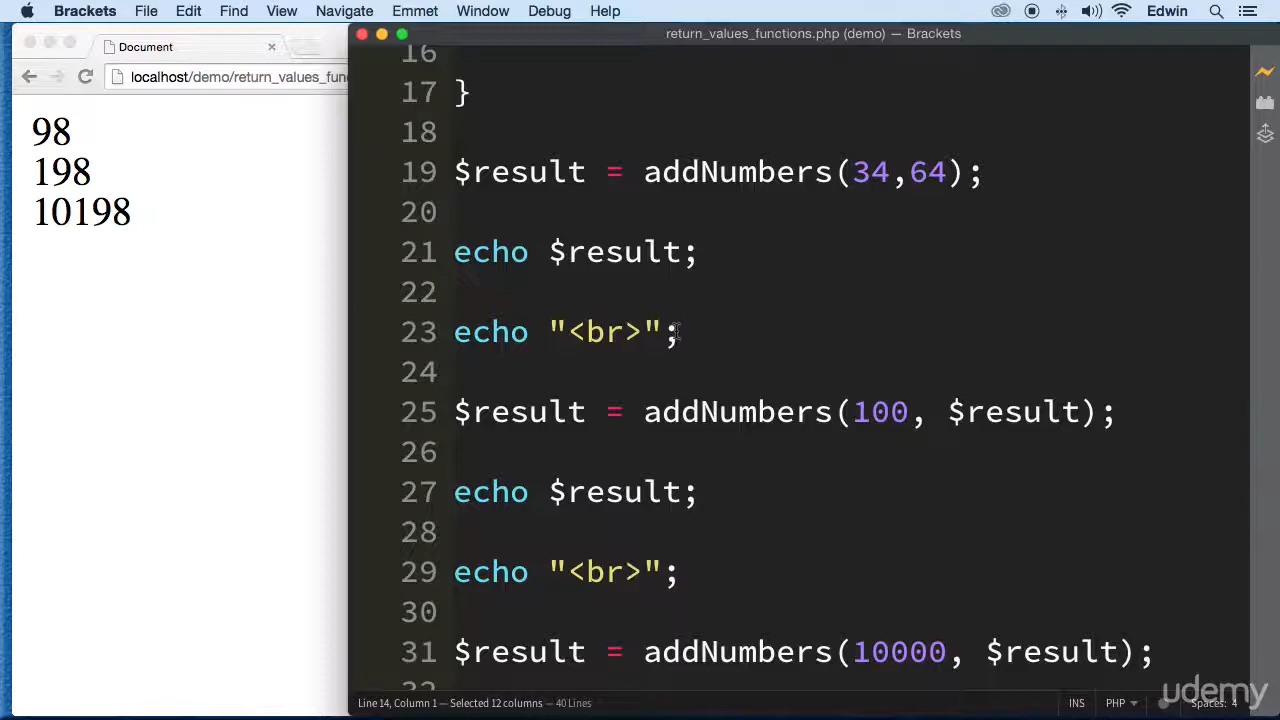 Brackets File Edit Find View Navigate Emmet Window Debug Help Edwin
Document
return_values_functions.php (demo) — Brackets
localhost/demo/return_values_fun
98
198
10198
16
17 }
18
19 $result = addNumbers(34,64);
20
21 echo $result;
22
23 echo "<br>";
24
25 $result = addNumbers(100, $result);
26
27 echo $result;
28
29 echo "<br>";
30
31 $result = addNumbers(10000, $result);
32
udemy
Line 14, Column 1 — Selected 12 columns — 40 Lines INS PHP Spaces: 4